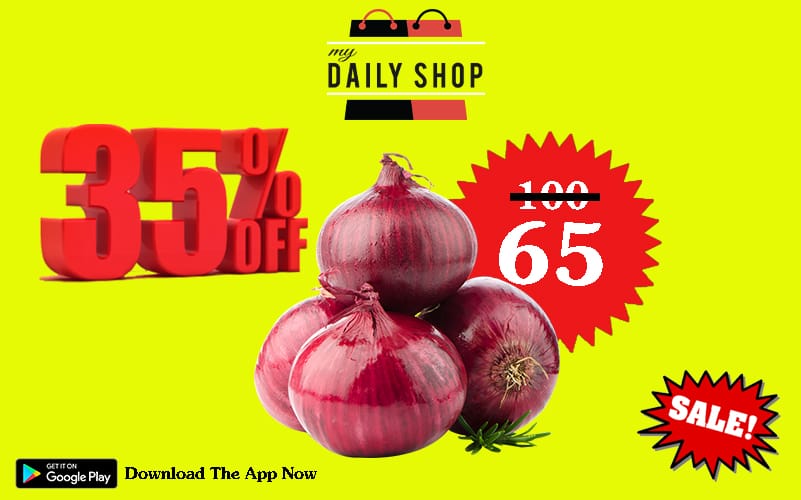 my
DAILY SHOP
35% OFF
100
65
SALE!
GET IT ON
Google Play
Download The App Now